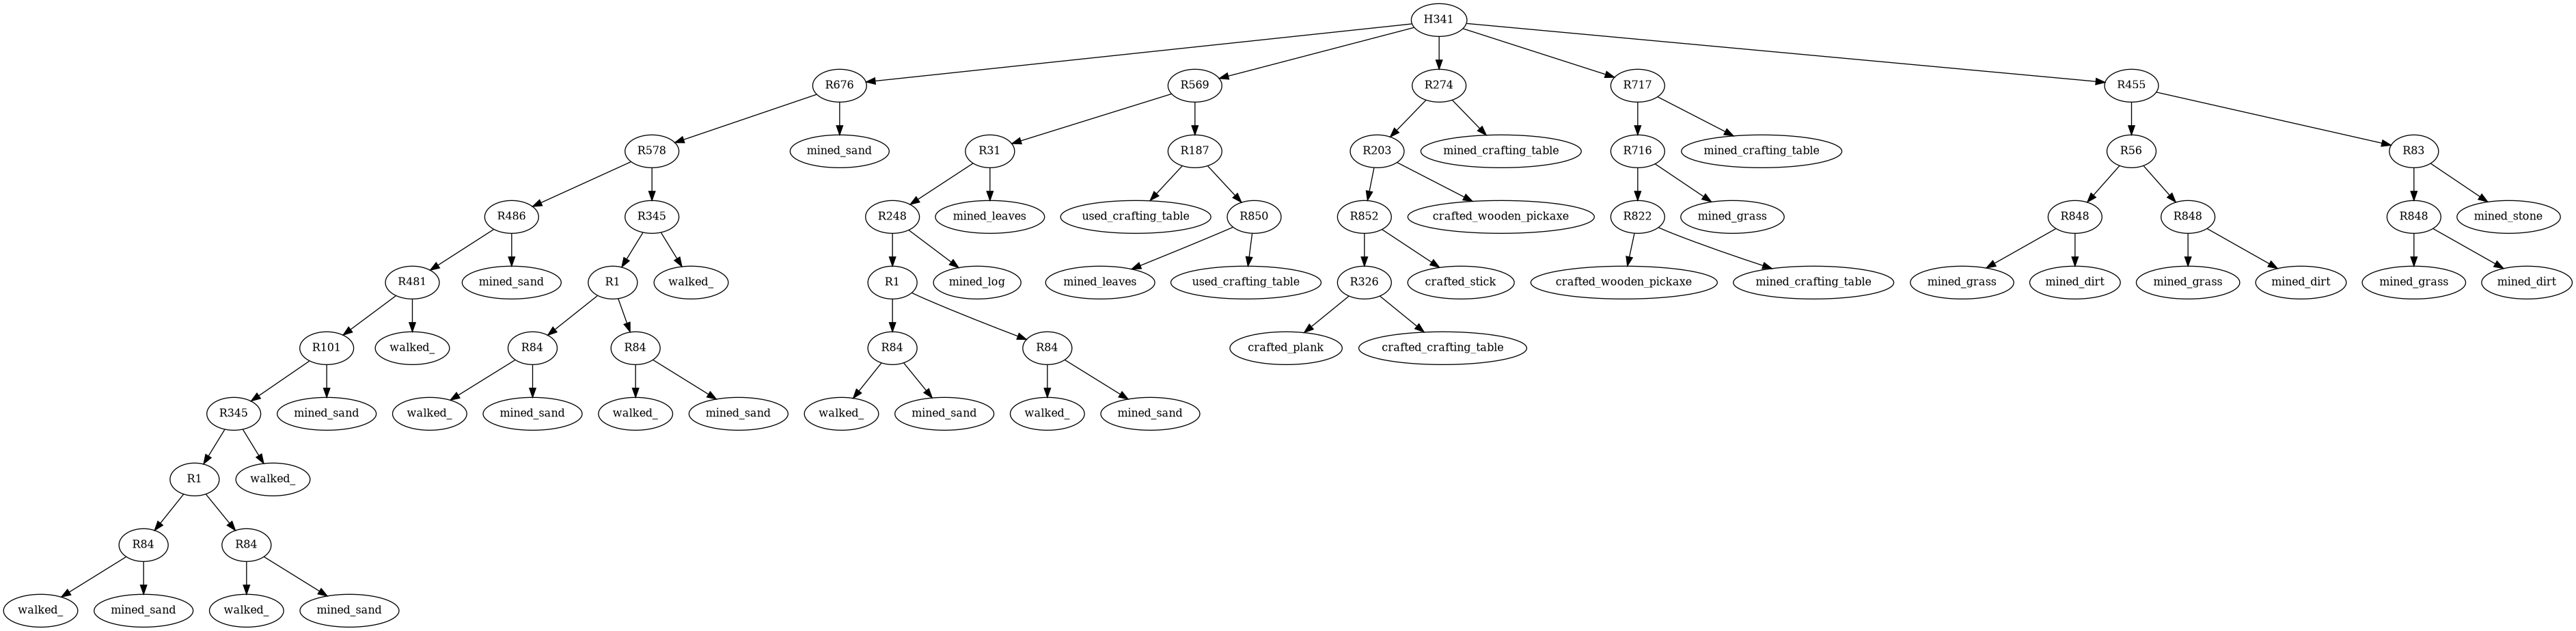 H341
R676
R569
R274
R717
R455
R578
mined_sand
R31
R187
R203
mined_crafting_table
R716
mined_crafting_table
R56
R83
R486
R345
R248
mined_leaves
used_crafting_table
R850
R852
crafted_wooden_pickaxe
R822
mined_grass
R848
R848
R848
mined_stone
R481
mined_sand
R1
walked_
R1
mined_log
mined_leaves
used_crafting_table
R326
crafted_stick
crafted_wooden_pickaxe
mined_crafting_table
mined_grass
mined_dirt
mined_grass
mined_dirt
mined_grass
mined_dirt
R101
walked_
R84
R84
R84
R84
crafted_plank
crafted_crafting_table
R345
mined_sand
walked_
mined_sand
walked_
mined_sand
walked_
mined_sand
walked_
mined_sand
R1
walked_
R84
R84
walked_
mined_sand
walked_
mined_sand